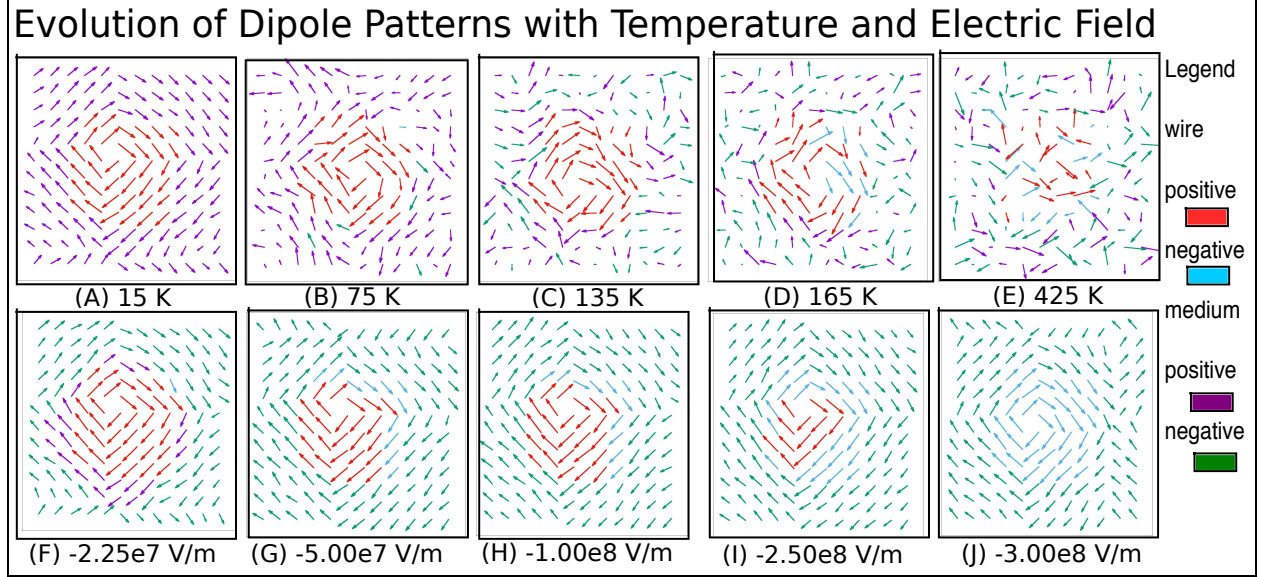 Evolution of Dipole Patterns with Temperature and Electric Field
(A) 15 K
(B) 75 K
(C) 135 K
(D) 165 K
(E) 425 K
(F) -2.25e7 V/m
(G) -5.00e7 V/m
(H) -1.00e8 V/m
(I) -2.50e8 V/m
(J) -3.00e8 V/m
Legend
wire
positive
negative
medium
positive
negative